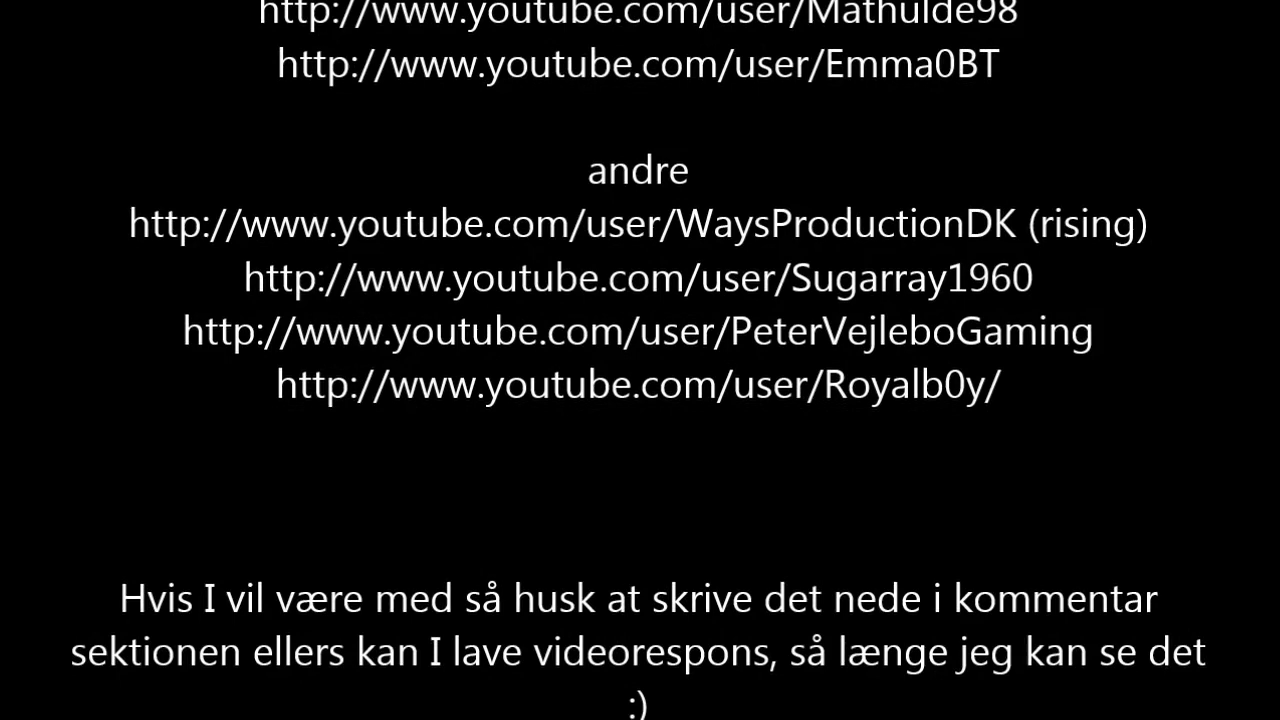 http://www.youtube.com/user/Mathulde98
http://www.youtube.com/user/Emma0BT
andre
http://www.youtube.com/user/WaysProductionDK (rising)
http://www.youtube.com/user/Sugarray1960
http://www.youtube.com/user/PeterVejleboGaming
http://www.youtube.com/user/Royalb0y/
Hvis I vil være med så husk at skrive det nede i kommentar
sektionen ellers kan I lave videorespons, så længe jeg kan se det
:)